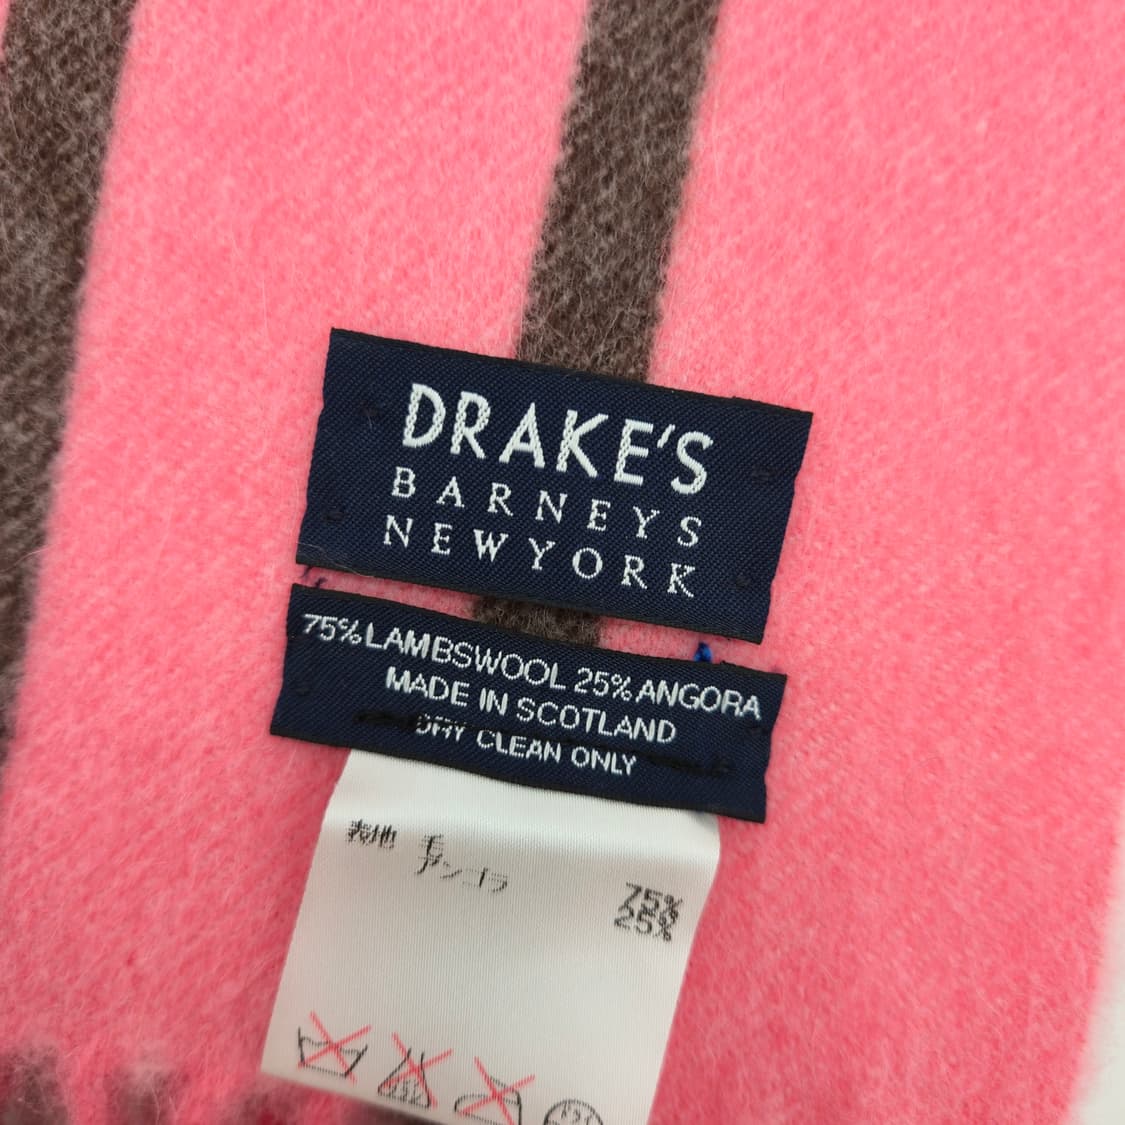 DRAKE'S
BARNEYS
NEWYORK
75% LAMBSWOOL 25% ANGORA
MADE IN SCOTLAND
DRY CLEAN ONLY
表地 毛 75%
アンゴラ 25%